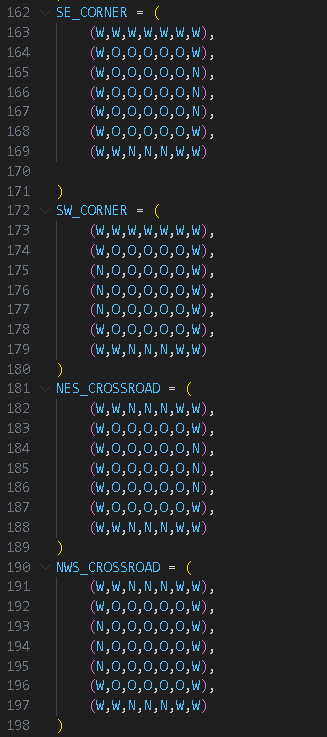 162 SE_CORNER = (
163 (W,W,W,W,W,W,W),
164 (W,O,O,O,O,O,W),
165 (W,O,O,O,O,O,N),
166 (W,O,O,O,O,O,N),
167 (W,O,O,O,O,O,N),
168 (W,O,O,O,O,O,W),
169 (W,W,N,N,N,W,W)
170
171 )
172 SW_CORNER = (
173 (W,W,W,W,W,W,W),
174 (W,O,O,O,O,O,W),
175 (N,O,O,O,O,O,W),
176 (N,O,O,O,O,O,W),
177 (N,O,O,O,O,O,W),
178 (W,O,O,O,O,O,W),
179 (W,W,N,N,N,W,W)
180 )
181 NES_CROSSROAD = (
182 (W,W,N,N,N,W,W),
183 (W,O,O,O,O,O,W),
184 (W,O,O,O,O,O,N),
185 (W,O,O,O,O,O,N),
186 (W,O,O,O,O,O,N),
187 (W,O,O,O,O,O,W),
188 (W,W,N,N,N,W,W)
189 )
190 NWS_CROSSROAD = (
191 (W,W,N,N,N,W,W),
192 (W,O,O,O,O,O,W),
193 (N,O,O,O,O,O,W),
194 (N,O,O,O,O,O,W),
195 (N,O,O,O,O,O,W),
196 (W,O,O,O,O,O,W),
197 (W,W,N,N,N,W,W)
198 )